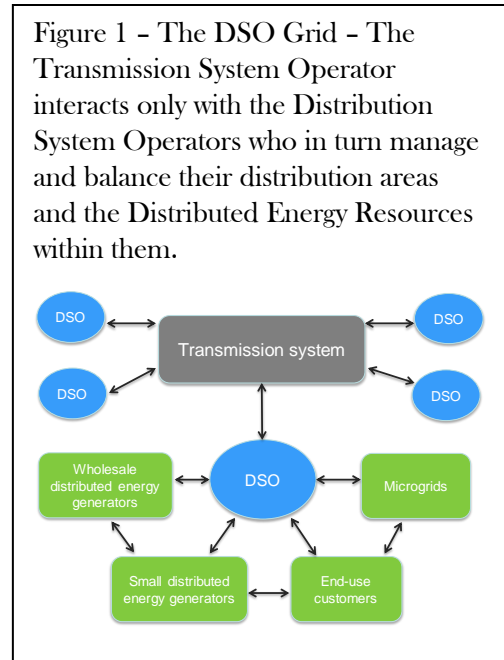 Figure 1 – The DSO Grid – The
Transmission System Operator
interacts only with the Distribution
System Operators who in turn manage
and balance their distribution areas
and the Distributed Energy Resources
within them.
DSO
DSO
Transmission system
DSO
DSO
Wholesale
distributed energy
generators
DSO
Microgrids
Small distributed
energy generators
End-use
customers